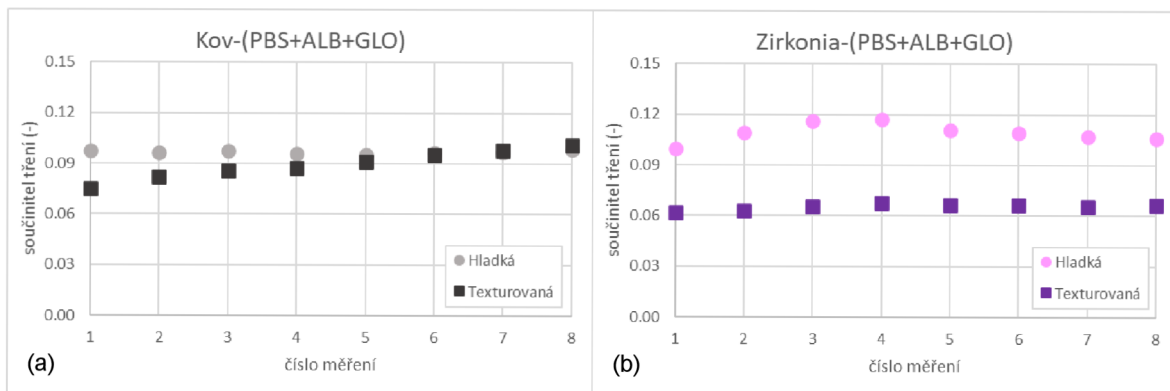 Kov-(PBS+ALB+GLO)
0.15
0.12
0.09
0.06
0.03
0.00
součinitel tření (-)
Hladká
Texturovaná
1 2 3 4 5 6 7 8
číslo měření
(a)
Zirkonia-(PBS+ALB+GLO)
0.15
0.12
0.09
0.06
0.03
0.00
součinitel tření (-)
Hladká
Texturovaná
1 2 3 4 5 6 7 8
číslo měření
(b)